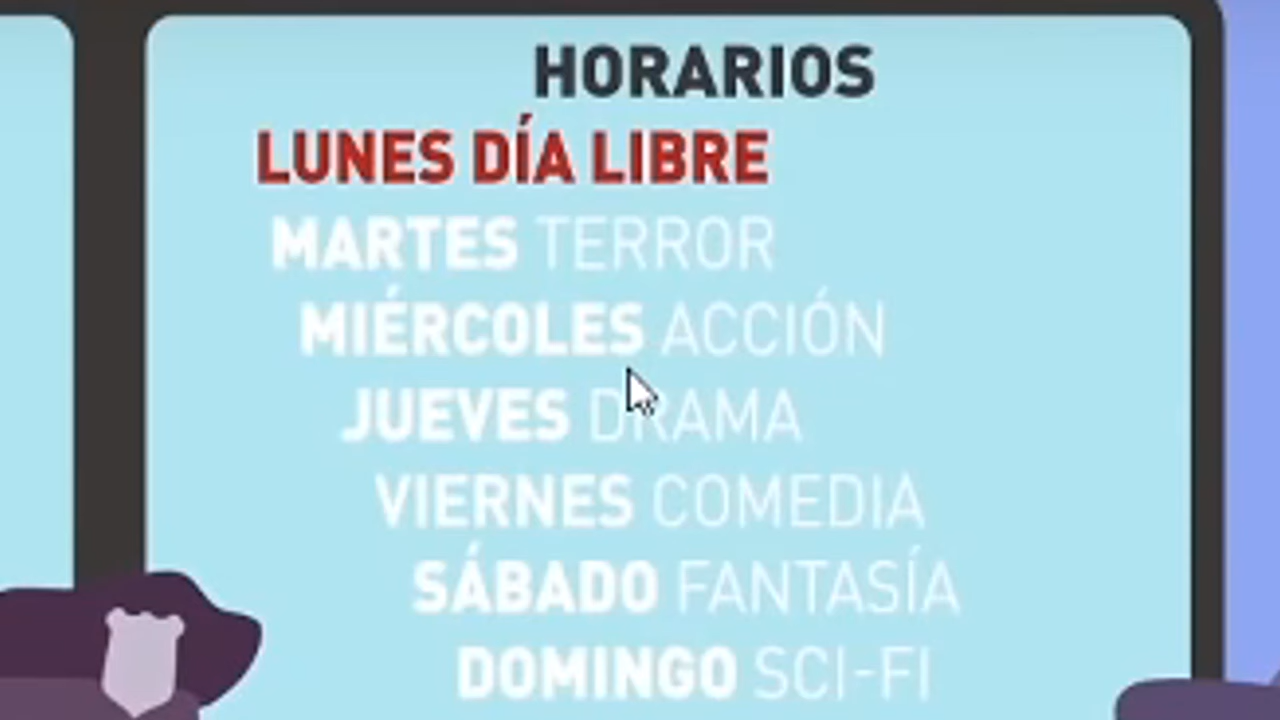 HORARIOS
LUNES DÍA LIBRE
MARTES TERROR
MIÉRCOLES ACCIÓN
JUEVES DRAMA
VIERNES COMEDIA
SÁBADO FANTASÍA
DOMINGO SCI-FI